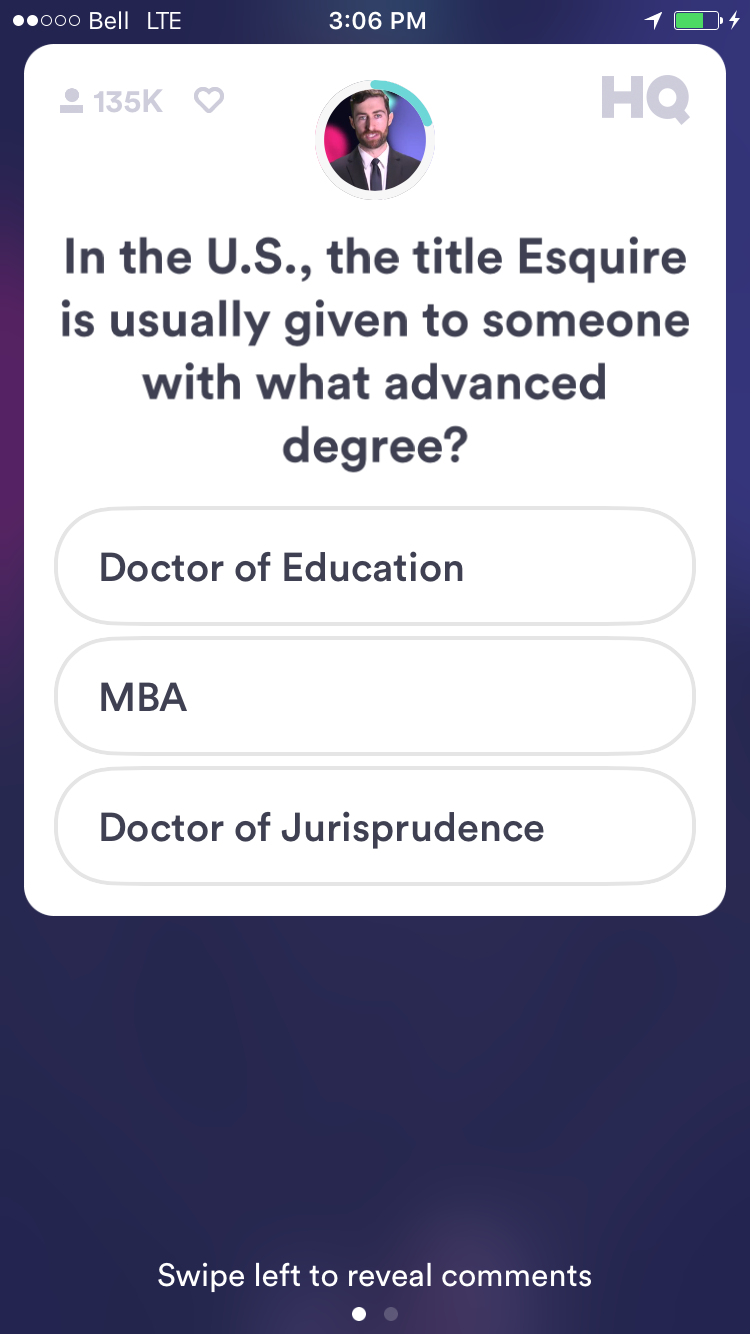 Bell LTE 3:06 PM
135K HQ
In the U.S., the title Esquire
is usually given to someone
with what advanced
degree?
Doctor of Education
MBA
Doctor of Jurisprudence
Swipe left to reveal comments